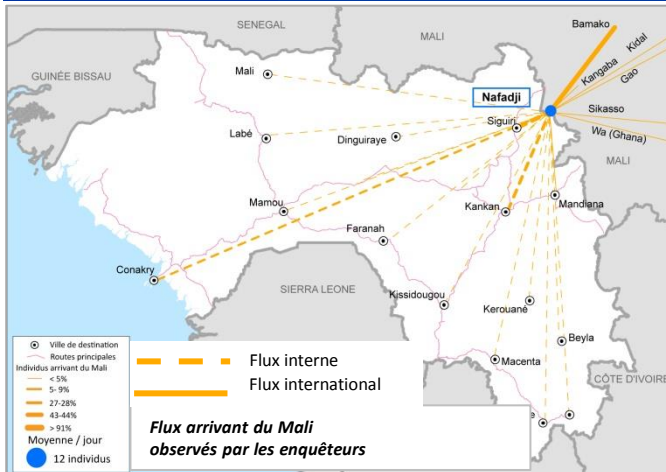 SENEGAL
MALI
Bamako
GUINÉE BISSAU
Mali
Kangaba
Kidal
Gao
Nafadji
Siguiri
Sikasso
Wa (Ghana)
MALI
Labé
Dinguiraye
Mamou
Kankan
Mandiana
Faranah
Conakry
SIERRA LEONE
Kissidougou
Kerouané
Beyla
Macenta
CÔTE D'IVOIRE
Ville de destination
Routes principales
Individus arrivant du Mali
< 5%
5- 9%
27-28%
43-44%
> 91%
Moyenne / jour
12 individus
Flux interne
Flux international
Flux arrivant du Mali
observés par les enquêteurs